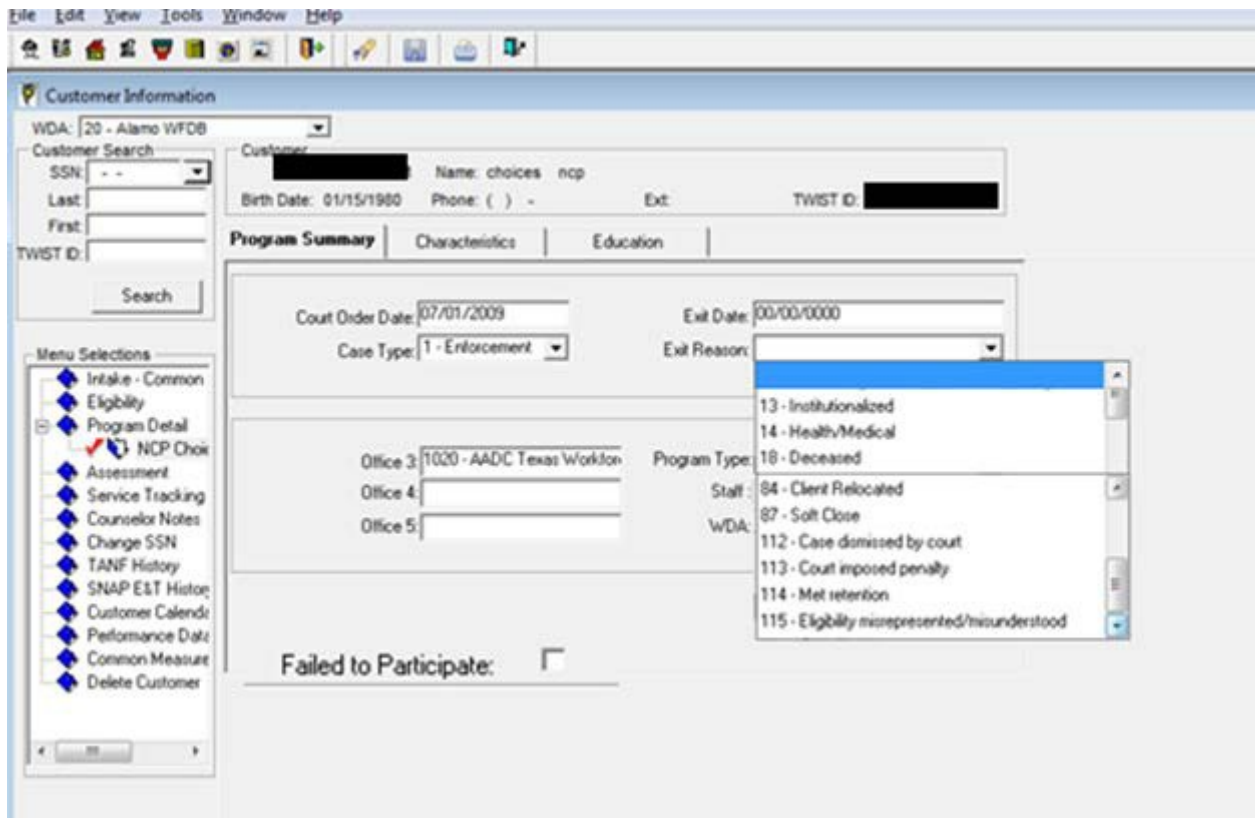 File Edit View Tools Window Help
Customer Information
WDA: 20 - Alamo WFDB
Customer Search
SSN: - -
Last:
First:
TWIST ID:
Search
Customer
Name: choices ncp
Birth Date: 01/15/1980 Phone: ( ) - Ext: TWIST ID:
Program Summary Characteristics Education
Court Order Date: 07/01/2009 Exit Date: 00/00/0000
Case Type: 1 - Enforcement Exit Reason:
13 - Institutionalized
14 - Health/Medical
18 - Deceased
84 - Client Relocated
87 - Soft Close
112 - Case dismissed by court
113 - Court imposed penalty
114 - Met retention
115 - Eligibility misrepresented/misunderstood
Office 3: 1020 - AADC Texas Workfor Program Type:
Office 4: Staff :
Office 5: WDA:
Failed to Participate:
Menu Selections
Intake - Common
Eligibility
Program Detail
NCP Choi
Assessment
Service Tracking
Counselor Notes
Change SSN
TANF History
SNAP E&T Histor
Customer Calenda
Performance Data
Common Measure
Delete Customer